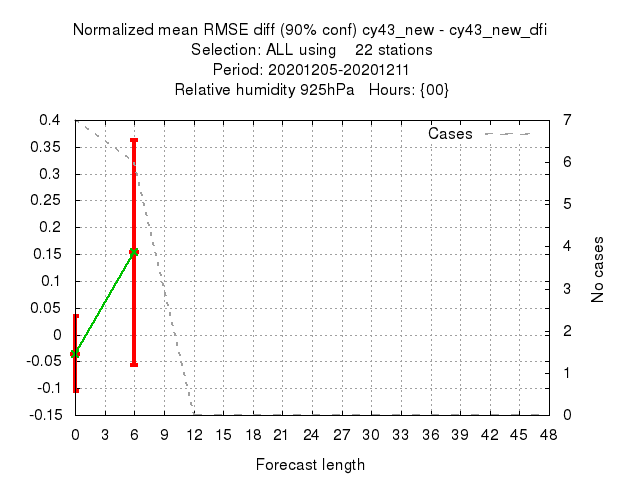 Normalized mean RMSE diff (90% conf) cy43_new - cy43_new_dfi
Selection: ALL using 22 stations
Period: 20201205-20201211
Relative humidity 925hPa Hours: {00}
Cases
0.4
0.35
0.3
0.25
0.2
0.15
0.1
0.05
0
-0.05
-0.1
-0.15
7
6
5
4
3
2
1
0
No cases
0 3 6 9 12 15 18 21 24 27 30 33 36 39 42 45 48
Forecast length